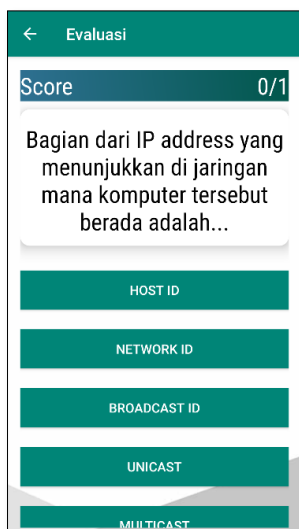 Evaluasi
Score 0/1
Bagian dari IP address yang
menunjukkan di jaringan
mana komputer tersebut
berada adalah...
HOST ID
NETWORK ID
BROADCAST ID
UNICAST
MULTICAST